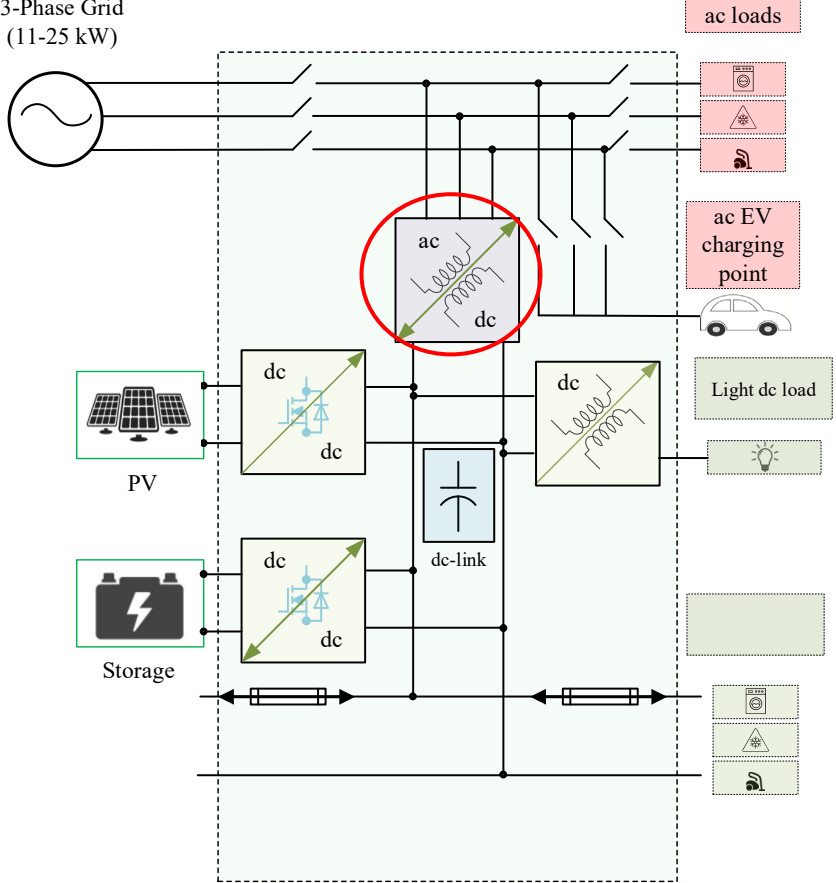 3-Phase Grid
(11-25 kW)
ac loads
ac
dc
ac EV
charging
point
dc
dc
PV
dc
Light dc load
dc-link
dc
dc
Storage